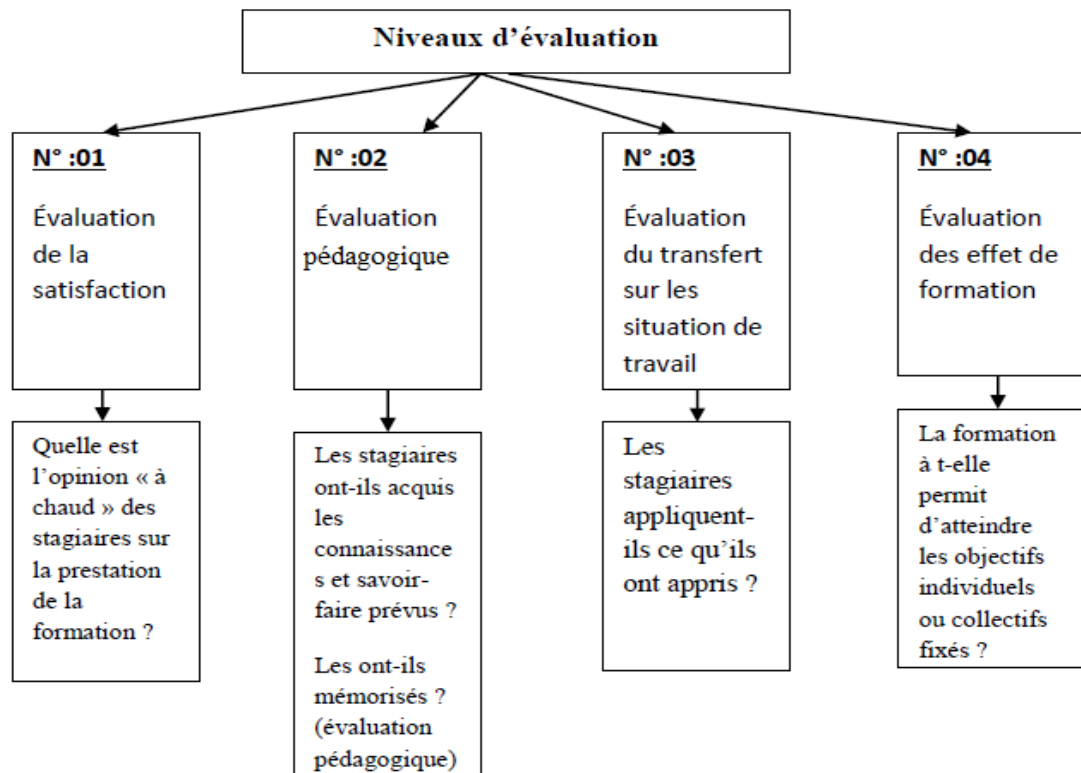 Niveaux d’évaluation
N° :01
Évaluation
de la
satisfaction
N° :02
Évaluation
pédagogique
N° :03
Évaluation
du transfert
sur les
situation de
travail
N° :04
Évaluation
des effet de
formation
Quelle est
l’opinion « à
chaud » des
stagiaires sur
la prestation
de la
formation ?
Les stagiaires
ont-ils acquis
les
connaissance
s et savoir-
faire prévus ?
Les ont-ils
mémorisés ?
(évaluation
pédagogique)
Les
stagiaires
appliquent-
ils ce qu’ils
ont appris ?
La formation
à t-elle
permit
d’atteindre
les objectifs
individuels
ou collectifs
fixés ?